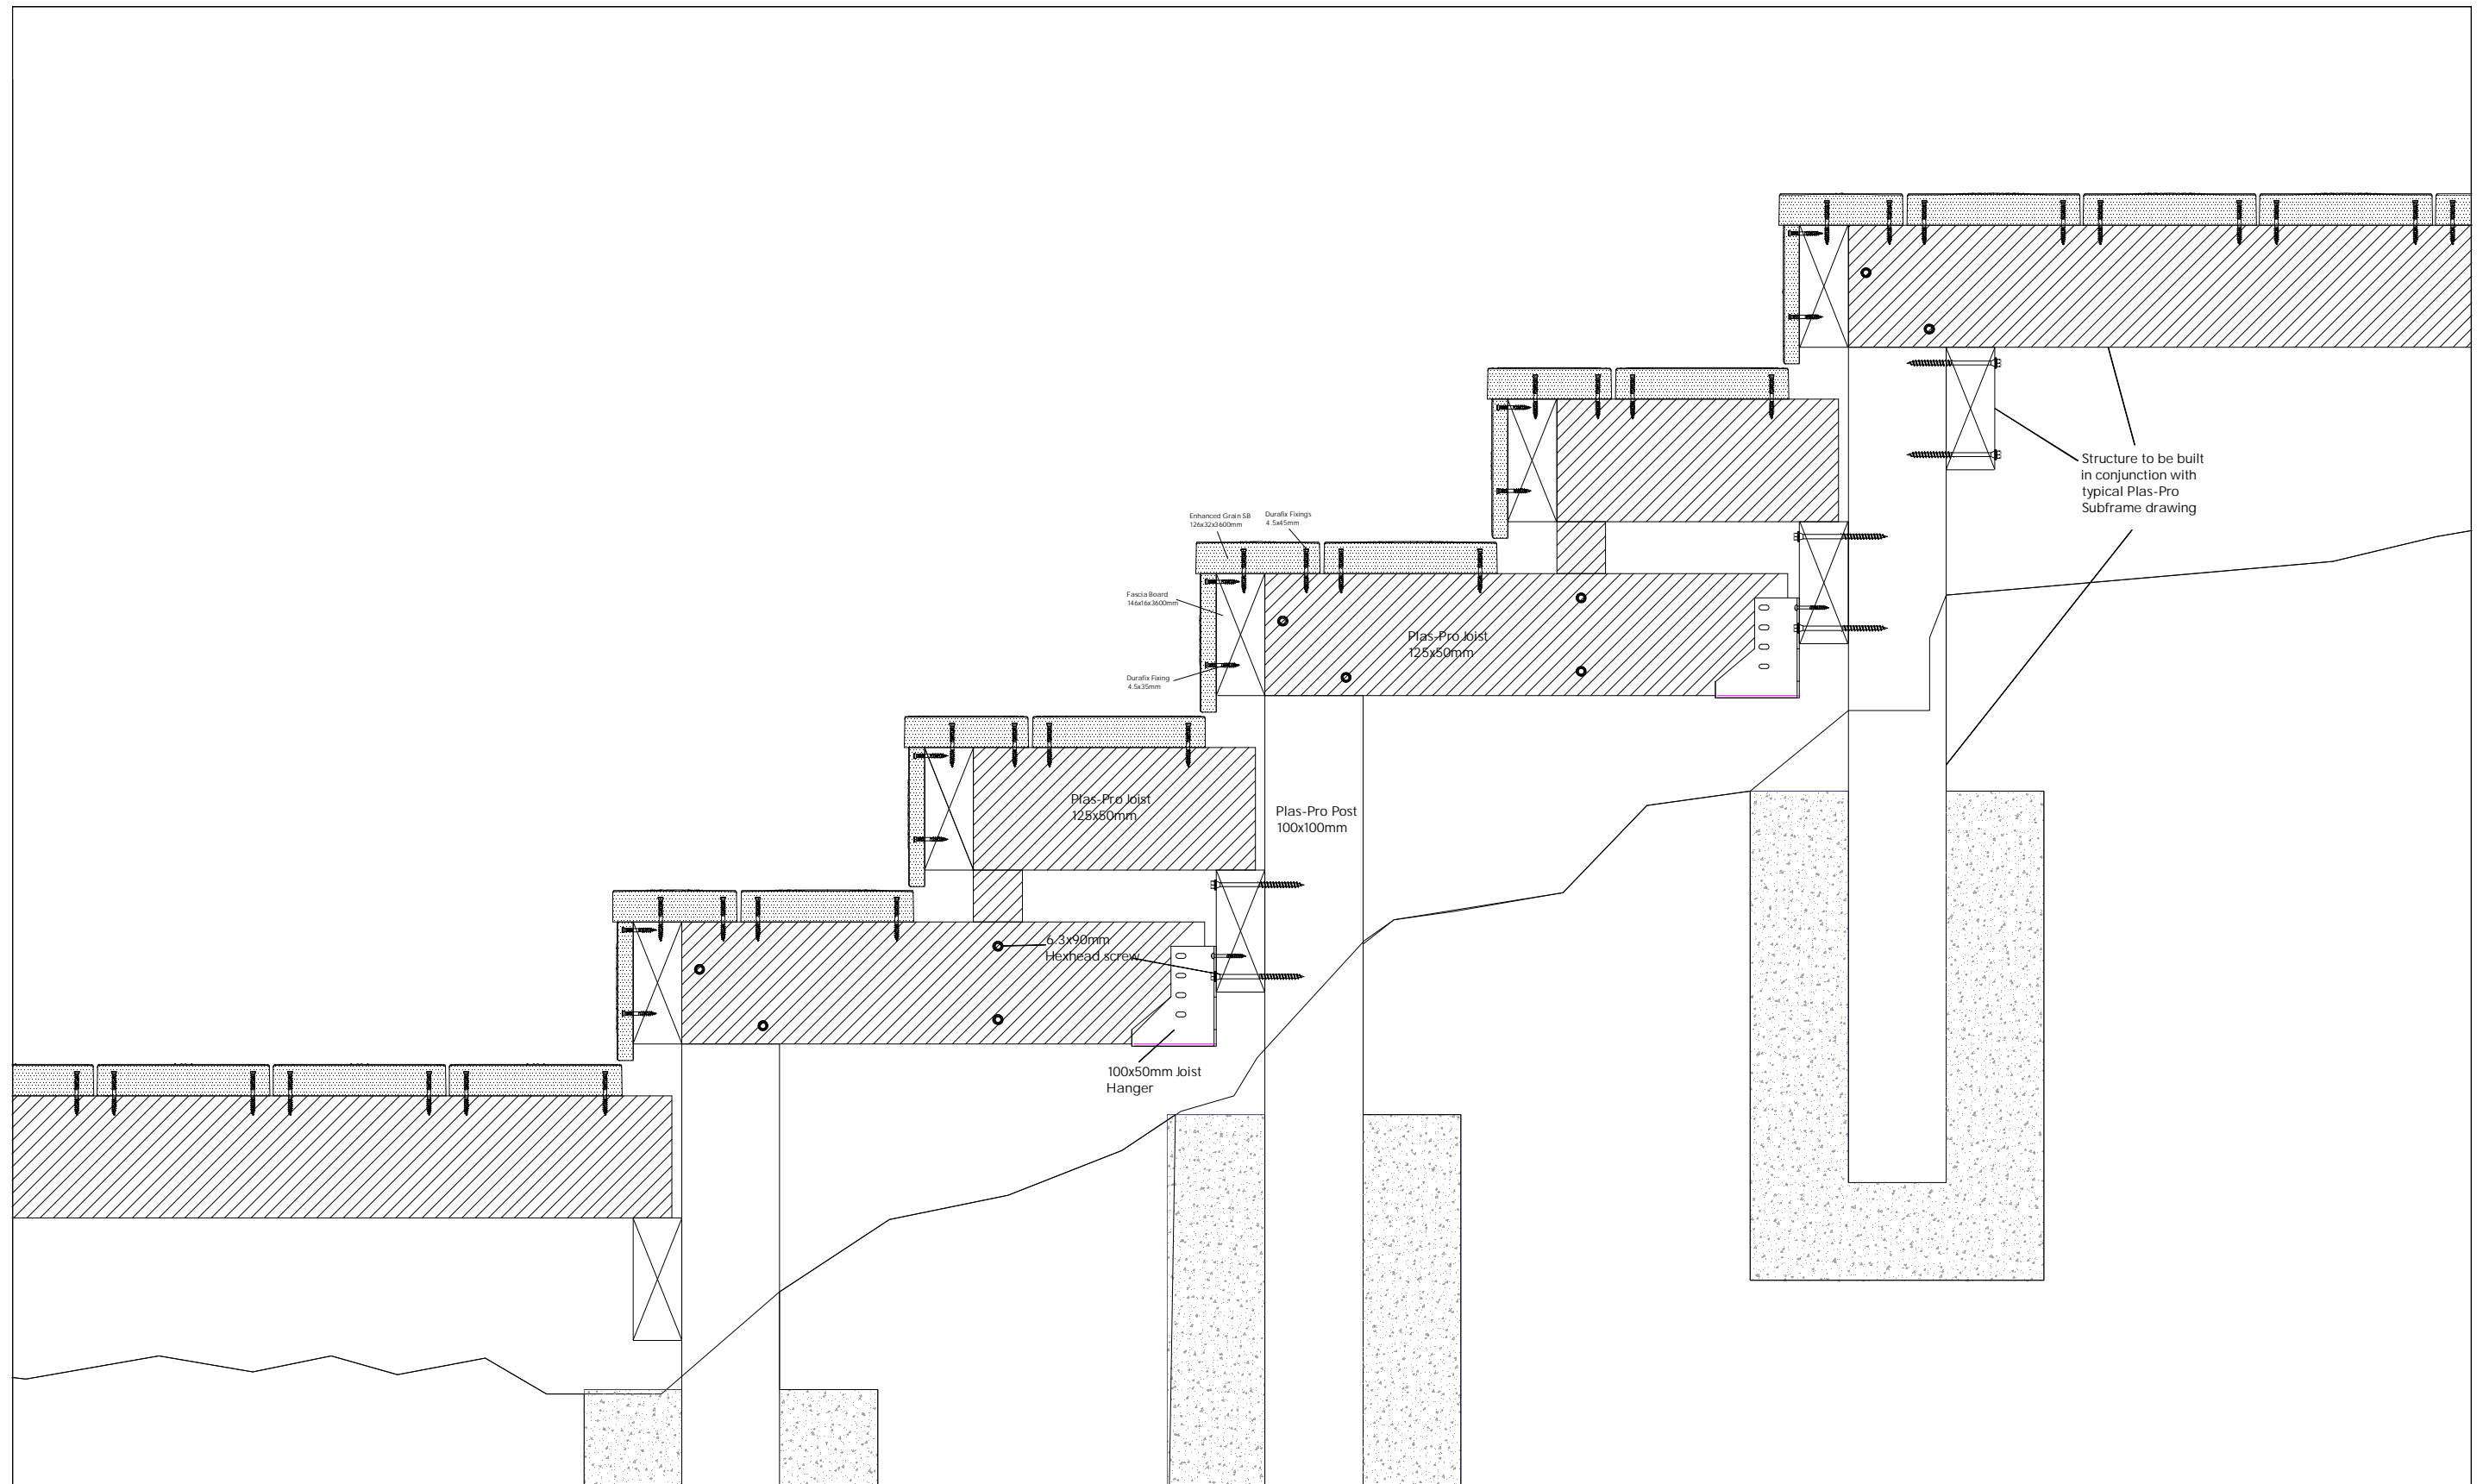 Structure to be built
in conjunction with
typical Plas-Pro
Subframe drawing
Enhanced Grain SB
126x32x3600mm
Durafix Fixings
4.5x45mm
Fascia Board
146x16x3600mm
Plas-Pro Joist
125x50mm
Durafix Fixing
4.5x35mm
Plas-Pro Joist
125x50mm
Plas-Pro Post
100x100mm
6.3x90mm
Hexhead screw
100x50mm Joist
Hanger